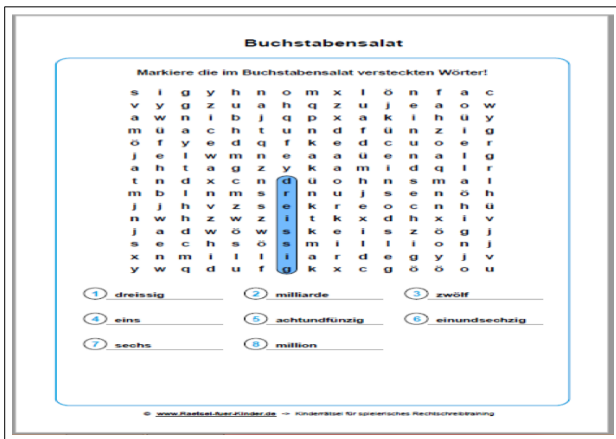 Buchstabensalat
Markiere die im Buchstabensalat versteckten Wörter!
s i g y h n o m x l ö n f a c
v y g z u a h q z u j e a o w
a w n i b j q p x a k i h ü y
m ü a c h t u n d f ü n z i g
ö f y e d q f k e d c u o e r
j e l w m n e a a ü e n a l g
a h t a g z y k a m i d q l r
t n d x c n d ü o h n s m a l
m b l n m s r n u j s e n ö h
j j h v z s e k r e o c n h ü
n w h z w z i t k x d h x i v
j a d w ö w s k e i s z ö g j
s e c h s ö s m i l l i o n j
x n m i l l i a r d e g y j v
y w q d u f g k x c g ö ö o u
1 dreissig 2 milliarde 3 zwölf
4 eins 5 achtundfünzig 6 einundsechzig
7 sechs 8 million
© www.Raetsel-fuer-Kinder.de -> Kinderrätsel für spielerisches Rechtschreibtraining